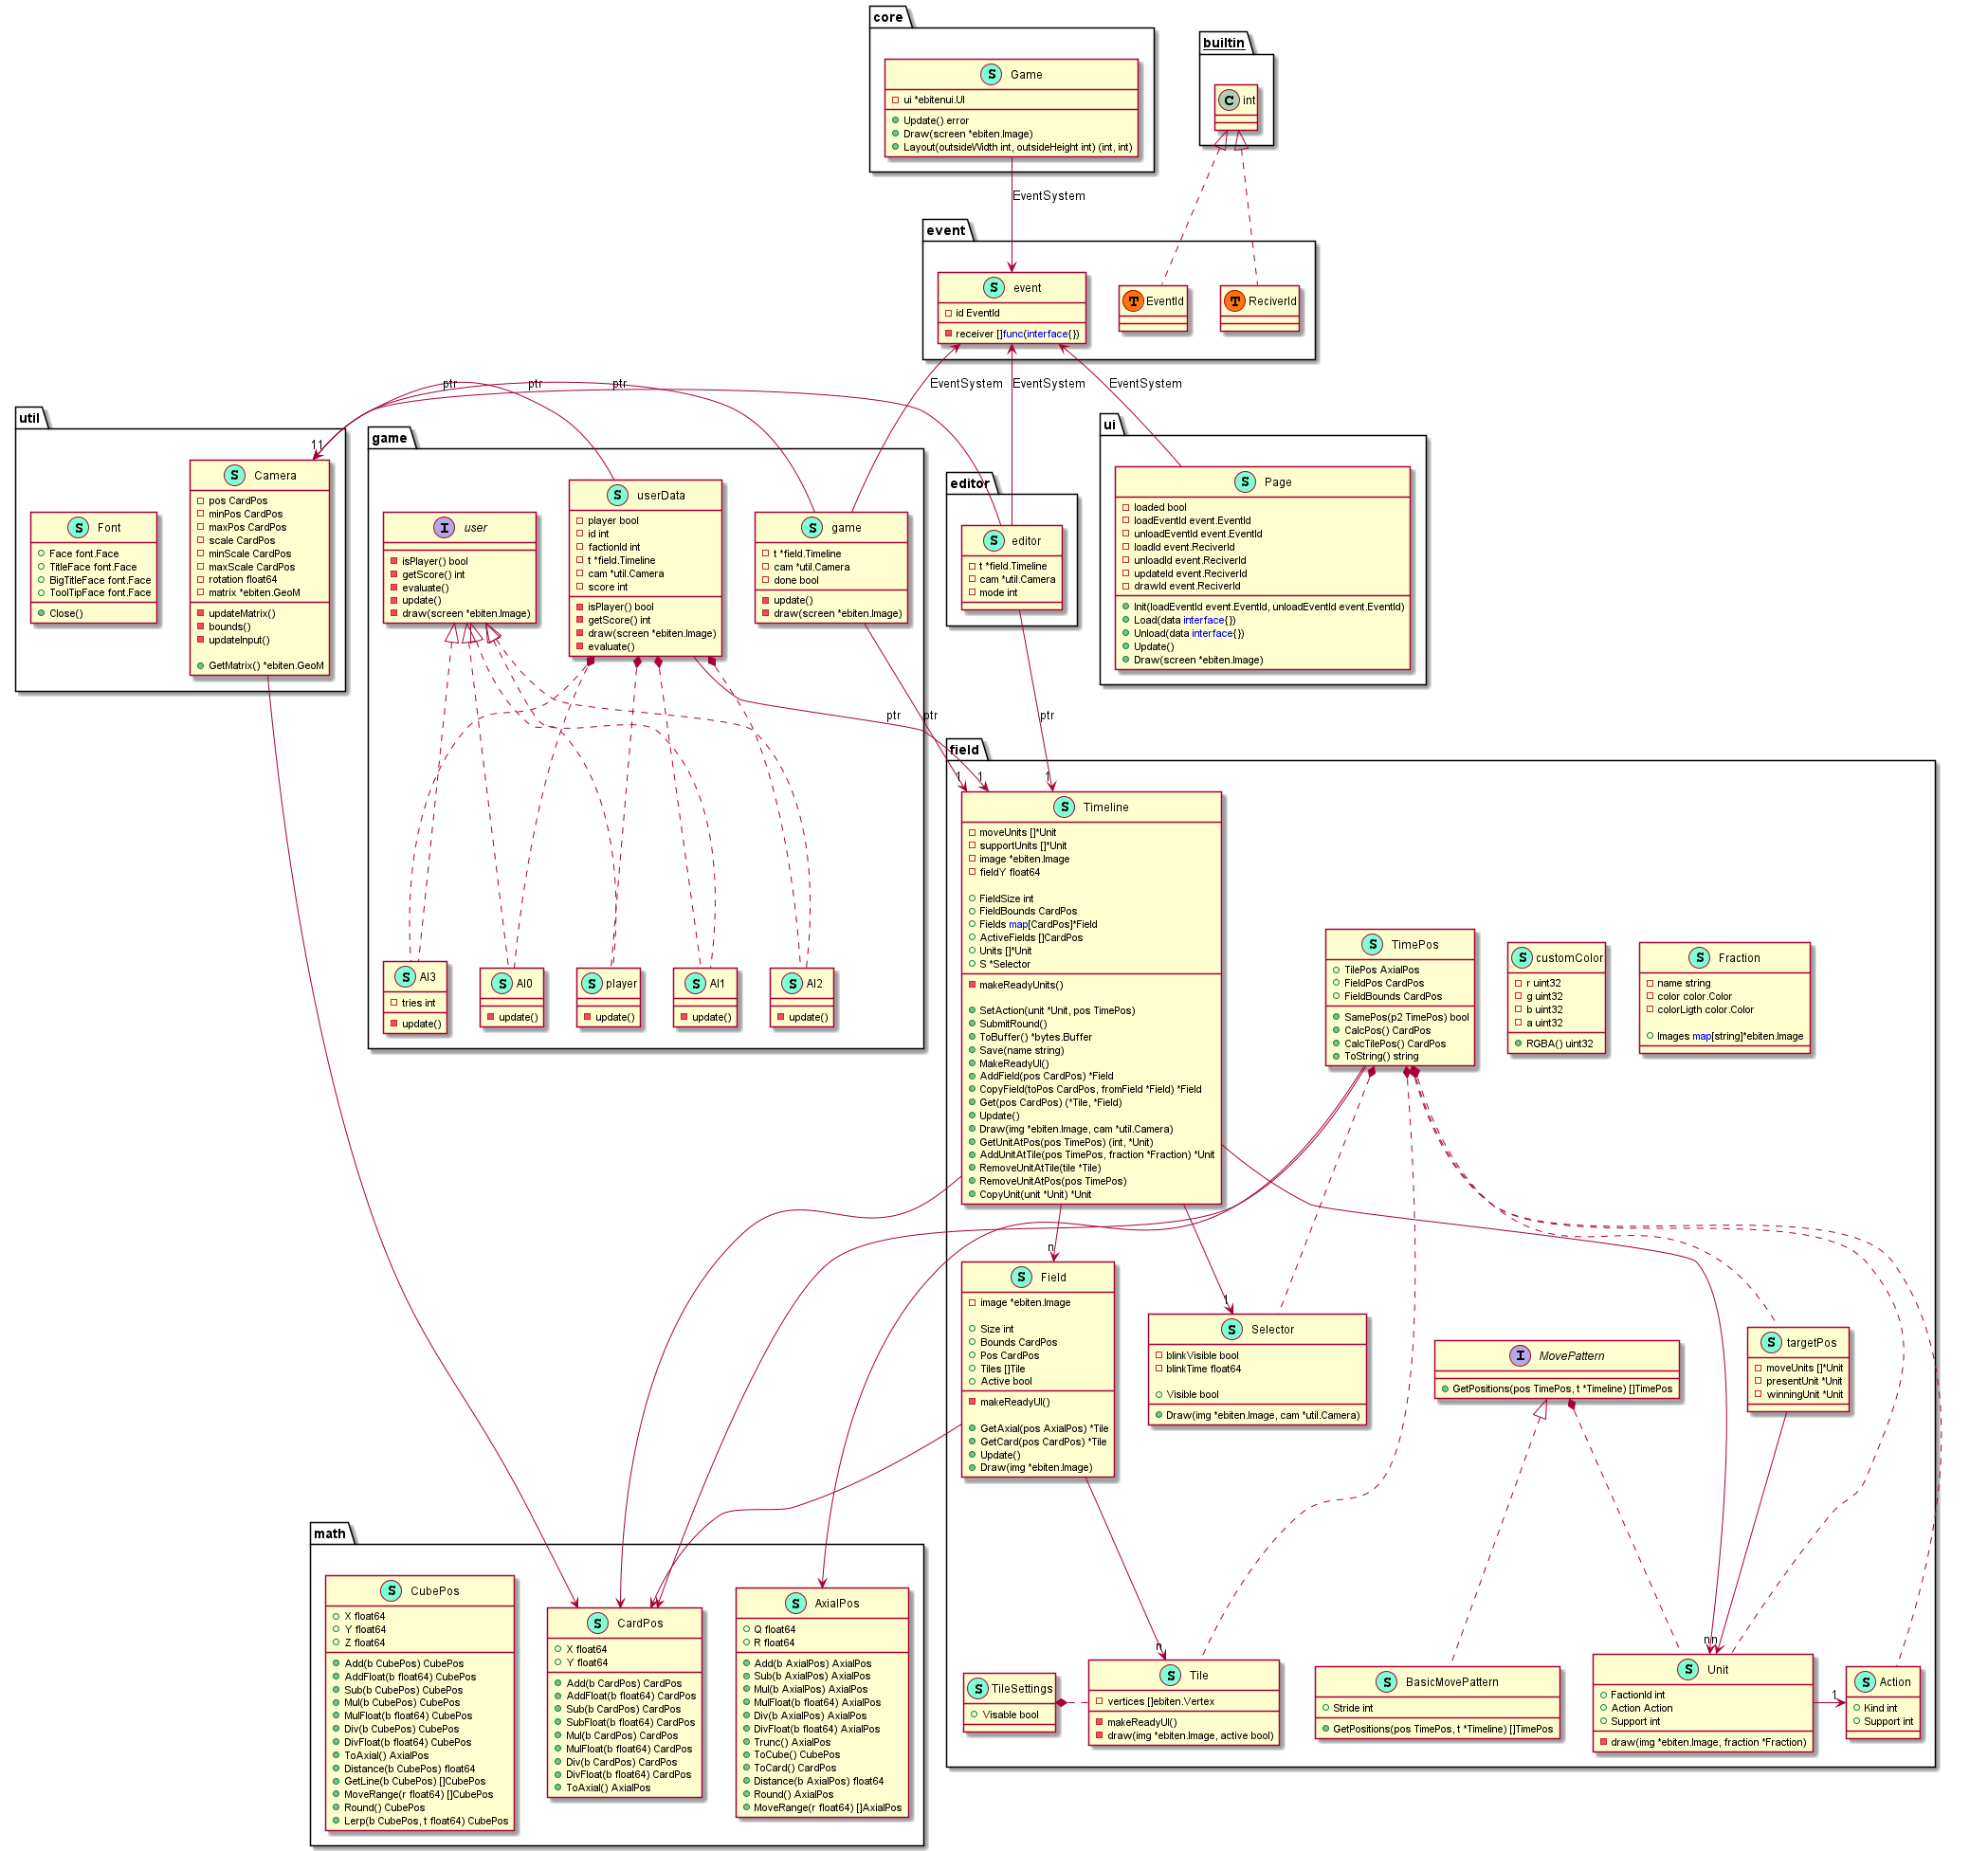 core
S Game
ui *ebitenui.UI
Update() error
Draw(screen *ebiten.Image)
Layout(outsideWidth int, outsideHeight int) (int, int)
builtin
C int
EventSystem
event
S event
id EventId
receiver []func(interface{})
T EventId
T ReciverId
ptr
ptr
ptr
EventSystem
EventSystem
EventSystem
util
11
S Font
Face font.Face
TitleFace font.Face
BigTitleFace font.Face
ToolTipFace font.Face
Close()
S Camera
pos CardPos
minPos CardPos
maxPos CardPos
scale CardPos
minScale CardPos
maxScale CardPos
rotation float64
matrix *ebiten.GeoM
updateMatrix()
bounds()
updateInput()
GetMatrix() *ebiten.GeoM
game
I user
isPlayer() bool
getScore() int
evaluate()
update()
draw(screen *ebiten.Image)
S userData
player bool
id int
factionId int
t *field.Timeline
cam *util.Camera
score int
isPlayer() bool
getScore() int
draw(screen *ebiten.Image)
evaluate()
S game
t *field.Timeline
cam *util.Camera
done bool
update()
draw(screen *ebiten.Image)
S AI3
tries int
update()
S AI0
update()
S player
update()
S AI1
update()
S AI2
update()
editor
S editor
t *field.Timeline
cam *util.Camera
mode int
ui
S Page
loaded bool
loadEventId event.EventId
unloadEventId event.EventId
loadId event.ReciverId
unloadId event.ReciverId
updateId event.ReciverId
drawId event.ReciverId
Init(loadEventId event.EventId, unloadEventId event.EventId)
Load(data interface{})
Unload(data interface{})
Update()
Draw(screen *ebiten.Image)
ptr
ptr
ptr
field
1
1
1
S Timeline
moveUnits []*Unit
supportUnits []*Unit
image *ebiten.Image
fieldY float64
FieldSize int
FieldBounds CardPos
Fields map[CardPos]*Field
ActiveFields []CardPos
Units []*Unit
S *Selector
makeReadyUnits()
SetAction(unit *Unit, pos TimePos)
SubmitRound()
ToBuffer() *bytes.Buffer
Save(name string)
MakeReadyUI()
AddField(pos CardPos) *Field
CopyField(toPos CardPos, fromField *Field) *Field
Get(pos CardPos) (*Tile, *Field)
Update()
Draw(img *ebiten.Image, cam *util.Camera)
GetUnitAtPos(pos TimePos) (int, *Unit)
AddUnitAtTile(pos TimePos, fraction *Fraction) *Unit
RemoveUnitAtTile(tile *Tile)
RemoveUnitAtPos(pos TimePos)
CopyUnit(unit *Unit) *Unit
S TimePos
TilePos AxialPos
FieldPos CardPos
FieldBounds CardPos
SamePos(p2 TimePos) bool
CalcPos() CardPos
CalcTilePos() CardPos
ToString() string
S customColor
r uint32
g uint32
b uint32
a uint32
RGBA() uint32
S Fraction
name string
color color.Color
colorLigth color.Color
Images map[string]*ebiten.Image
n
S Field
image *ebiten.Image
Size int
Bounds CardPos
Pos CardPos
Tiles []Tile
Active bool
makeReadyUI()
GetAxial(pos AxialPos) *Tile
GetCard(pos CardPos) *Tile
Update()
Draw(img *ebiten.Image)
1
S Selector
blinkVisible bool
blinkTime float64
Visible bool
Draw(img *ebiten.Image, cam *util.Camera)
I MovePattern
GetPositions(pos TimePos, t *Timeline) []TimePos
S targetPos
moveUnits []*Unit
presentUnit *Unit
winningUnit *Unit
n
nn
S TileSettings
Visable bool
S Tile
vertices []ebiten.Vertex
makeReadyUI()
draw(img *ebiten.Image, active bool)
S BasicMovePattern
Stride int
GetPositions(pos TimePos, t *Timeline) []TimePos
S Unit
FactionId int
Action Action
Support int
draw(img *ebiten.Image, fraction *Fraction)
1
S Action
Kind int
Support int
math
S CubePos
X float64
Y float64
Z float64
Add(b CubePos) CubePos
AddFloat(b float64) CubePos
Sub(b CubePos) CubePos
Mul(b CubePos) CubePos
MulFloat(b float64) CubePos
Div(b CubePos) CubePos
DivFloat(b float64) CubePos
ToAxial() AxialPos
Distance(b CubePos) float64
GetLine(b CubePos) []CubePos
MoveRange(r float64) []CubePos
Round() CubePos
Lerp(b CubePos, t float64) CubePos
S CardPos
X float64
Y float64
Add(b CardPos) CardPos
AddFloat(b float64) CardPos
Sub(b CardPos) CardPos
SubFloat(b float64) CardPos
Mul(b CardPos) CardPos
MulFloat(b float64) CardPos
Div(b CardPos) CardPos
DivFloat(b float64) CardPos
ToAxial() AxialPos
S AxialPos
Q float64
R float64
Add(b AxialPos) AxialPos
Sub(b AxialPos) AxialPos
Mul(b AxialPos) AxialPos
MulFloat(b float64) AxialPos
Div(b AxialPos) AxialPos
DivFloat(b float64) AxialPos
Trunc() AxialPos
ToCube() CubePos
ToCard() CardPos
Distance(b AxialPos) float64
Round() AxialPos
MoveRange(r float64) []AxialPos